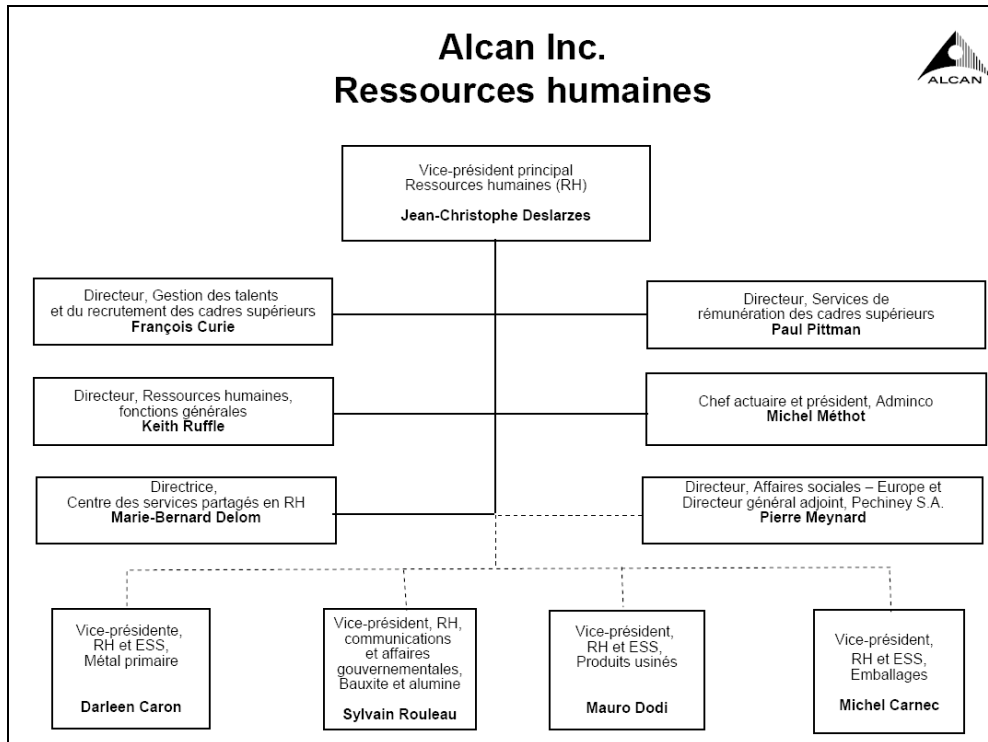 Alcan Inc.
Ressources humaines
ALCAN
Vice-président principal
Ressources humaines (RH)
Jean-Christophe Deslarzes
Directeur, Gestion des talents
et du recrutement des cadres supérieurs
François Curie
Directeur, Services de
rémunération des cadres supérieurs
Paul Pittman
Directeur, Ressources humaines,
fonctions générales
Keith Ruffle
Chef actuaire et président, Adminco
Michel Méthot
Directrice,
Centre des services partagés en RH
Marie-Bernard Delom
Directeur, Affaires sociales – Europe et
Directeur général adjoint, Pechiney S.A.
Pierre Meynard
Vice-présidente,
RH et ESS,
Métal primaire
Darleen Caron
Vice-président, RH,
communications
et affaires
gouvernementales,
Bauxite et alumine
Sylvain Rouleau
Vice-président,
RH et ESS,
Produits usinés
Mauro Dodi
Vice-président,
RH et ESS,
Emballages
Michel Carnec